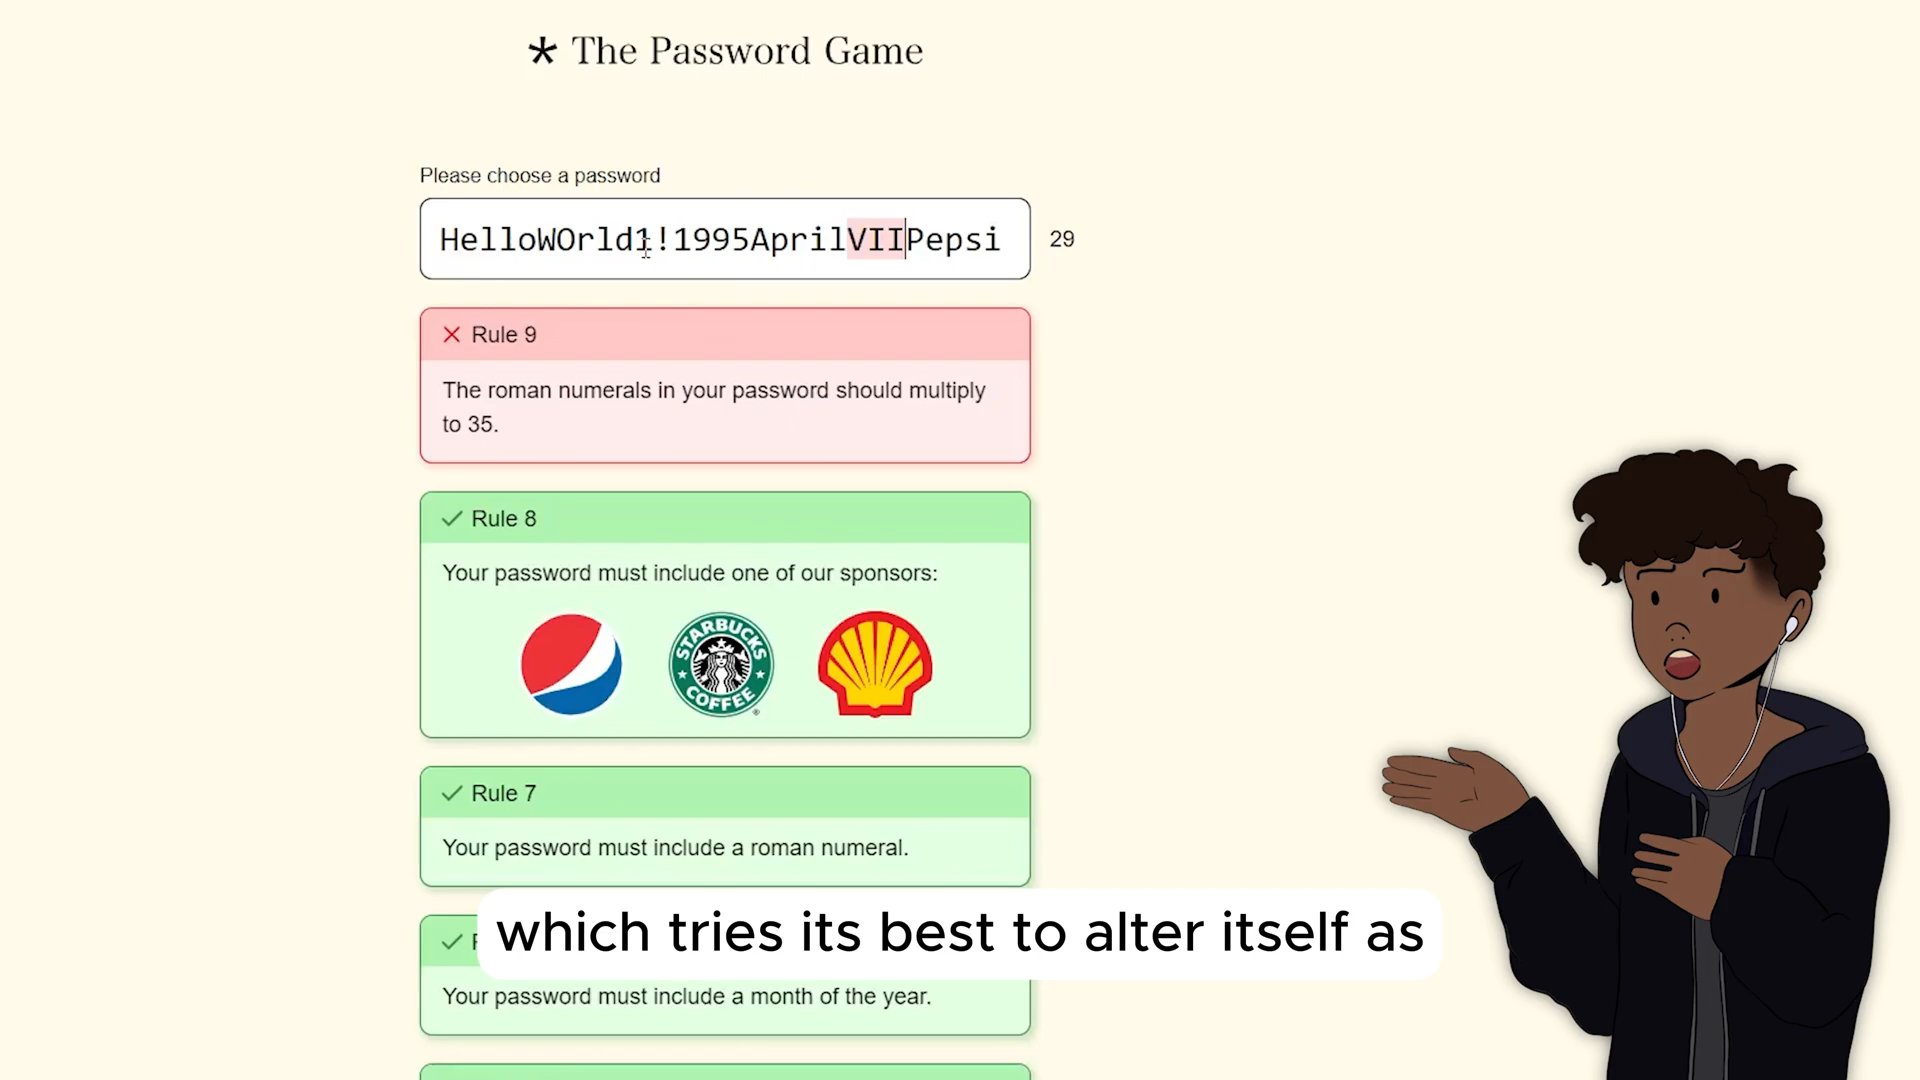 * The Password Game
Please choose a password
HelloWOrld1!1995AprilVIIPepsi
29
Rule 9
The roman numerals in your password should multiply
to 35.
Rule 8
Your password must include one of our sponsors:
STARBUCKS
COFFEE
Rule 7
Your password must include a roman numeral.
which tries its best to alter itself as
Your password must include a month of the year.